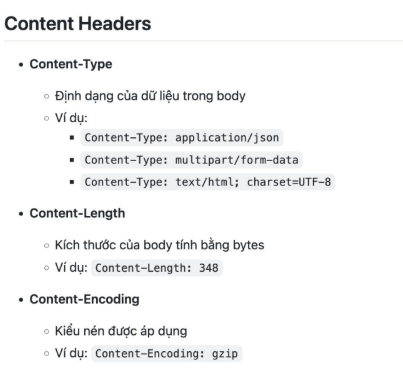 Content Headers
• Content-Type
◦ Định dạng của dữ liệu trong body
◦ Ví dụ:
▪ Content-Type: application/json
▪ Content-Type: multipart/form-data
▪ Content-Type: text/html; charset=UTF-8
• Content-Length
◦ Kích thước của body tính bằng bytes
◦ Ví dụ: Content-Length: 348
• Content-Encoding
◦ Kiểu nén được áp dụng
◦ Ví dụ: Content-Encoding: gzip